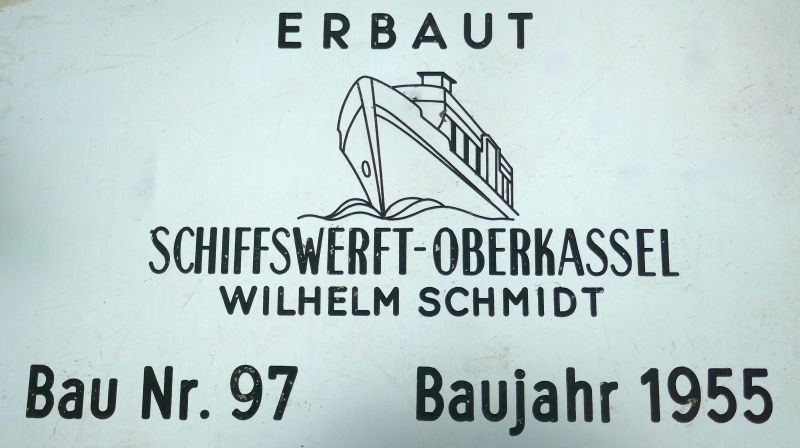 ERBAUT
SCHIFFSWERFT-OBERKASSEL
WILHELM SCHMIDT
Bau Nr. 97 Baujahr 1955